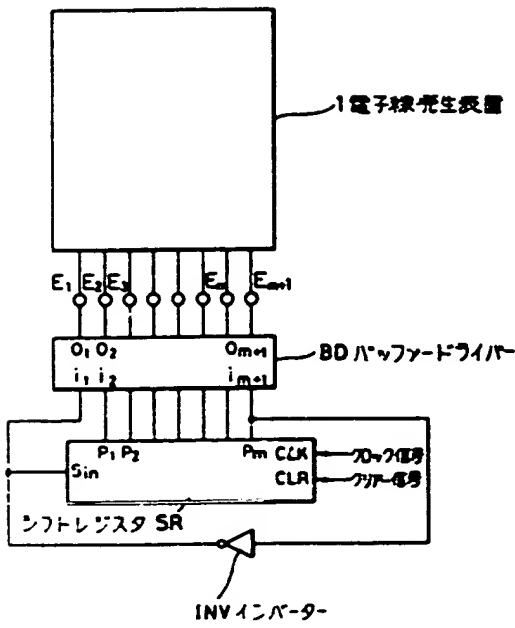 1電子線発生装置
E1 E2 E3 Em Em+1
O1 O2 Om+1
BDバッファードライバー
i1 i2 im+1
P1 P2 Pm CLK クロック信号
Sin CLR クリアー信号
シフトレジスタ SR
INVインバーター